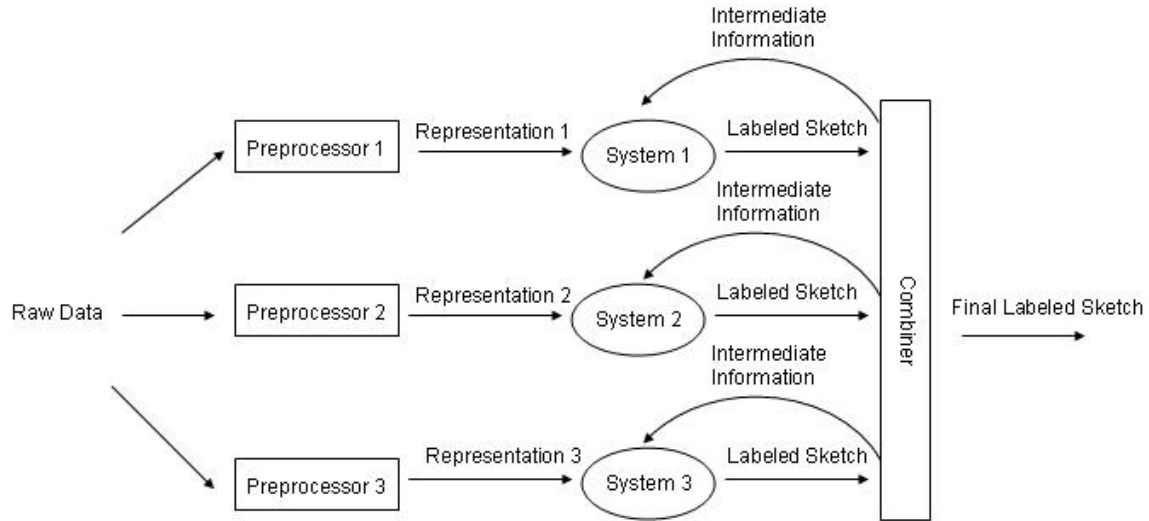 Intermediate
Information
Representation 1
Labeled Sketch
Preprocessor 1
System 1
Intermediate
Information
Representation 2
Labeled Sketch
Raw Data
Preprocessor 2
System 2
Combiner
Final Labeled Sketch
Intermediate
Information
Representation 3
Labeled Sketch
Preprocessor 3
System 3